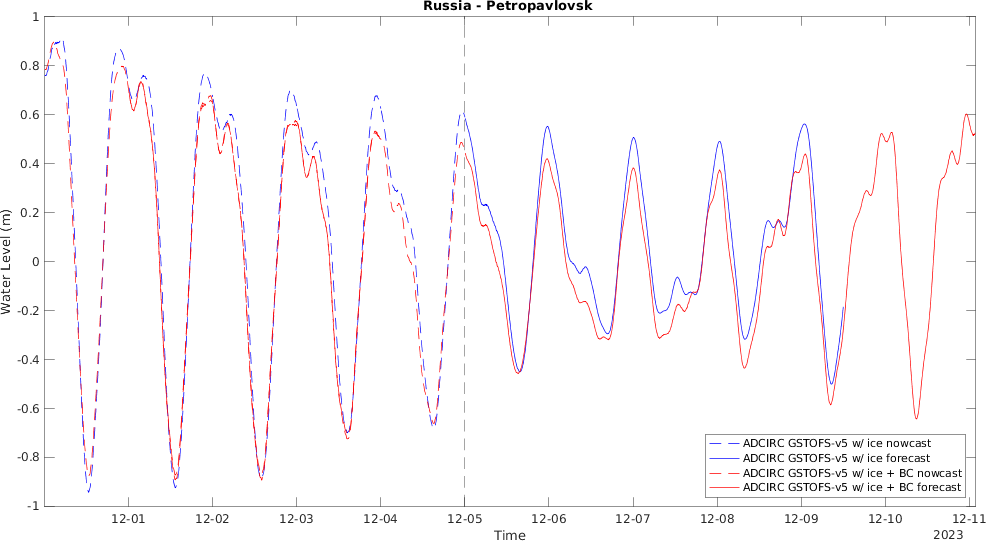 Russia - Petropavlovsk
Water Level (m)
1
0.8
0.6
0.4
0.2
0
-0.2
-0.4
-0.6
-0.8
-1
ADCIRC GSTOFS-v5 w/ ice nowcast
ADCIRC GSTOFS-v5 w/ ice forecast
ADCIRC GSTOFS-v5 w/ ice + BC nowcast
ADCIRC GSTOFS-v5 w/ ice + BC forecast
12-01 12-02 12-03 12-04 12-05 12-06 12-07 12-08 12-09 12-10 12-11
Time
2023